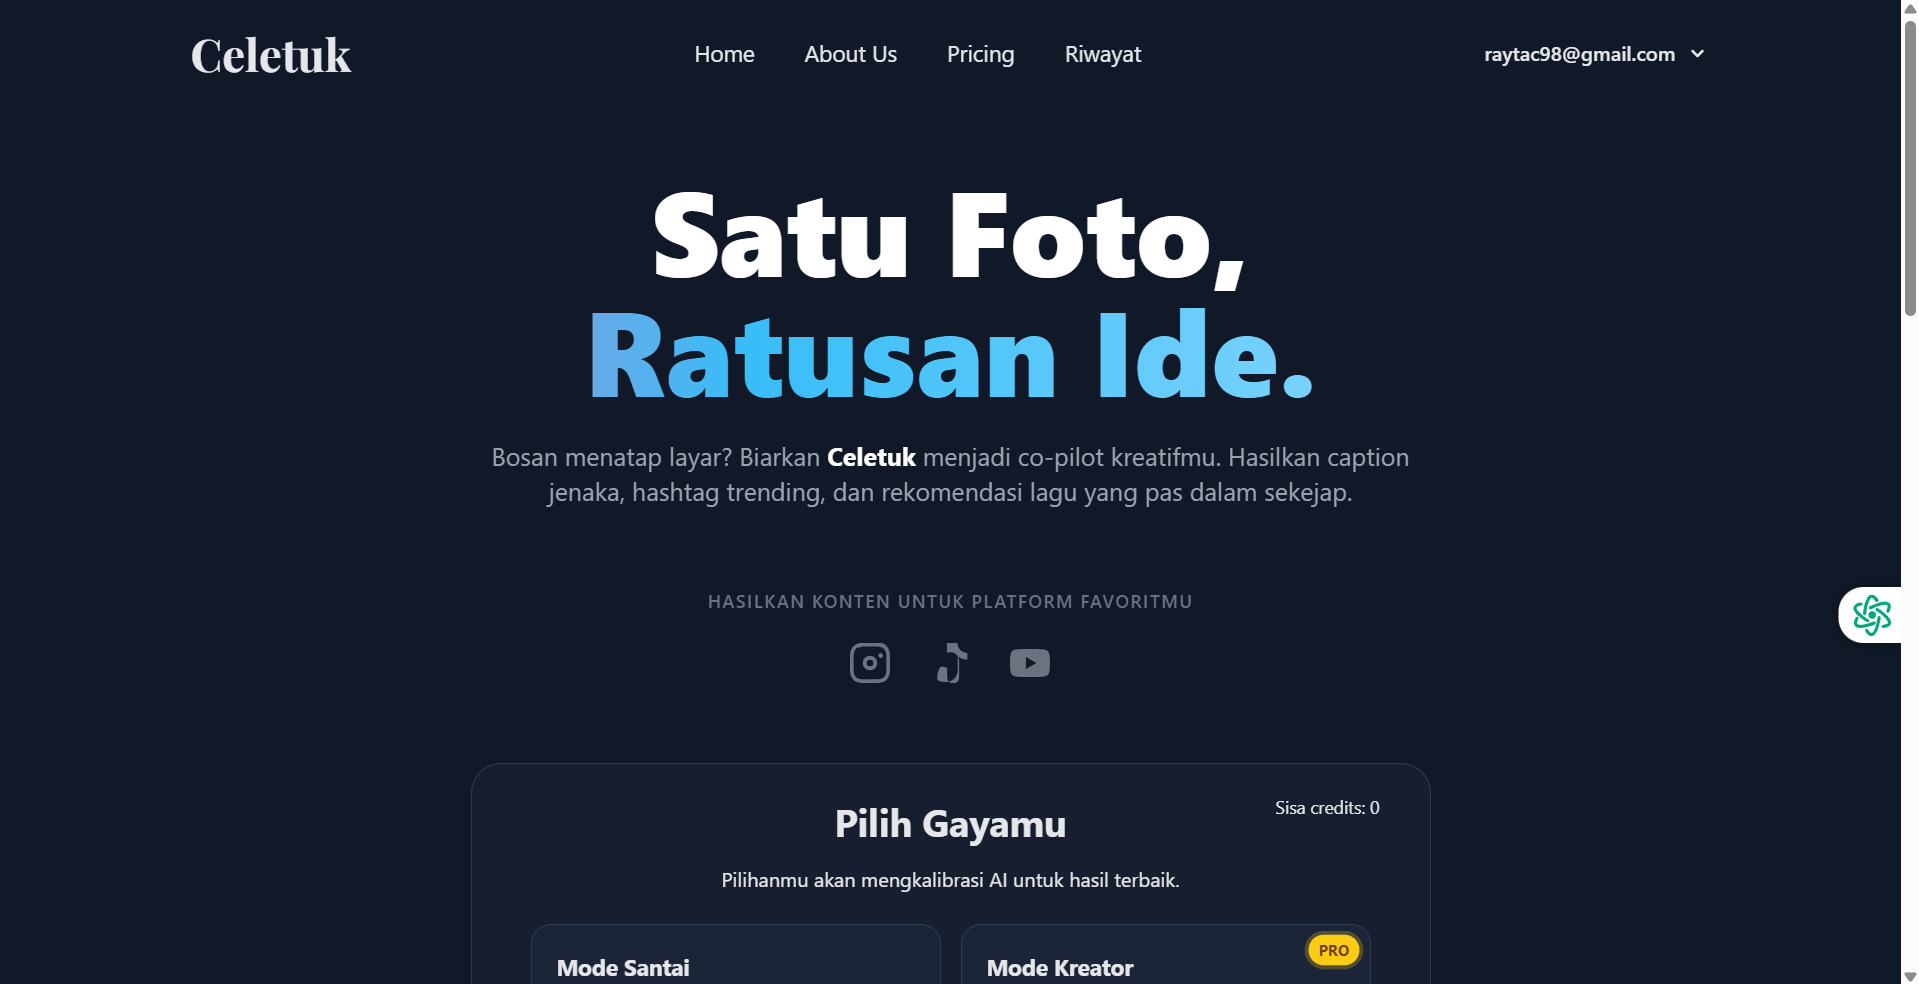 Celetuk
Home
About Us
Pricing
Riwayat
raytac98@gmail.com
Satu Foto,
Ratusan Ide.
Bosan menatap layar? Biarkan Celetuk menjadi co-pilot kreatifmu. Hasilkan caption
jenaka, hashtag trending, dan rekomendasi lagu yang pas dalam sekejap.
HASILKAN KONTEN UNTUK PLATFORM FAVORITMU
Sisa credits: 0
Pilih Gayamu
Pilihanmu akan mengkalibrasi AI untuk hasil terbaik.
Mode Santai
Mode Kreator
PRO